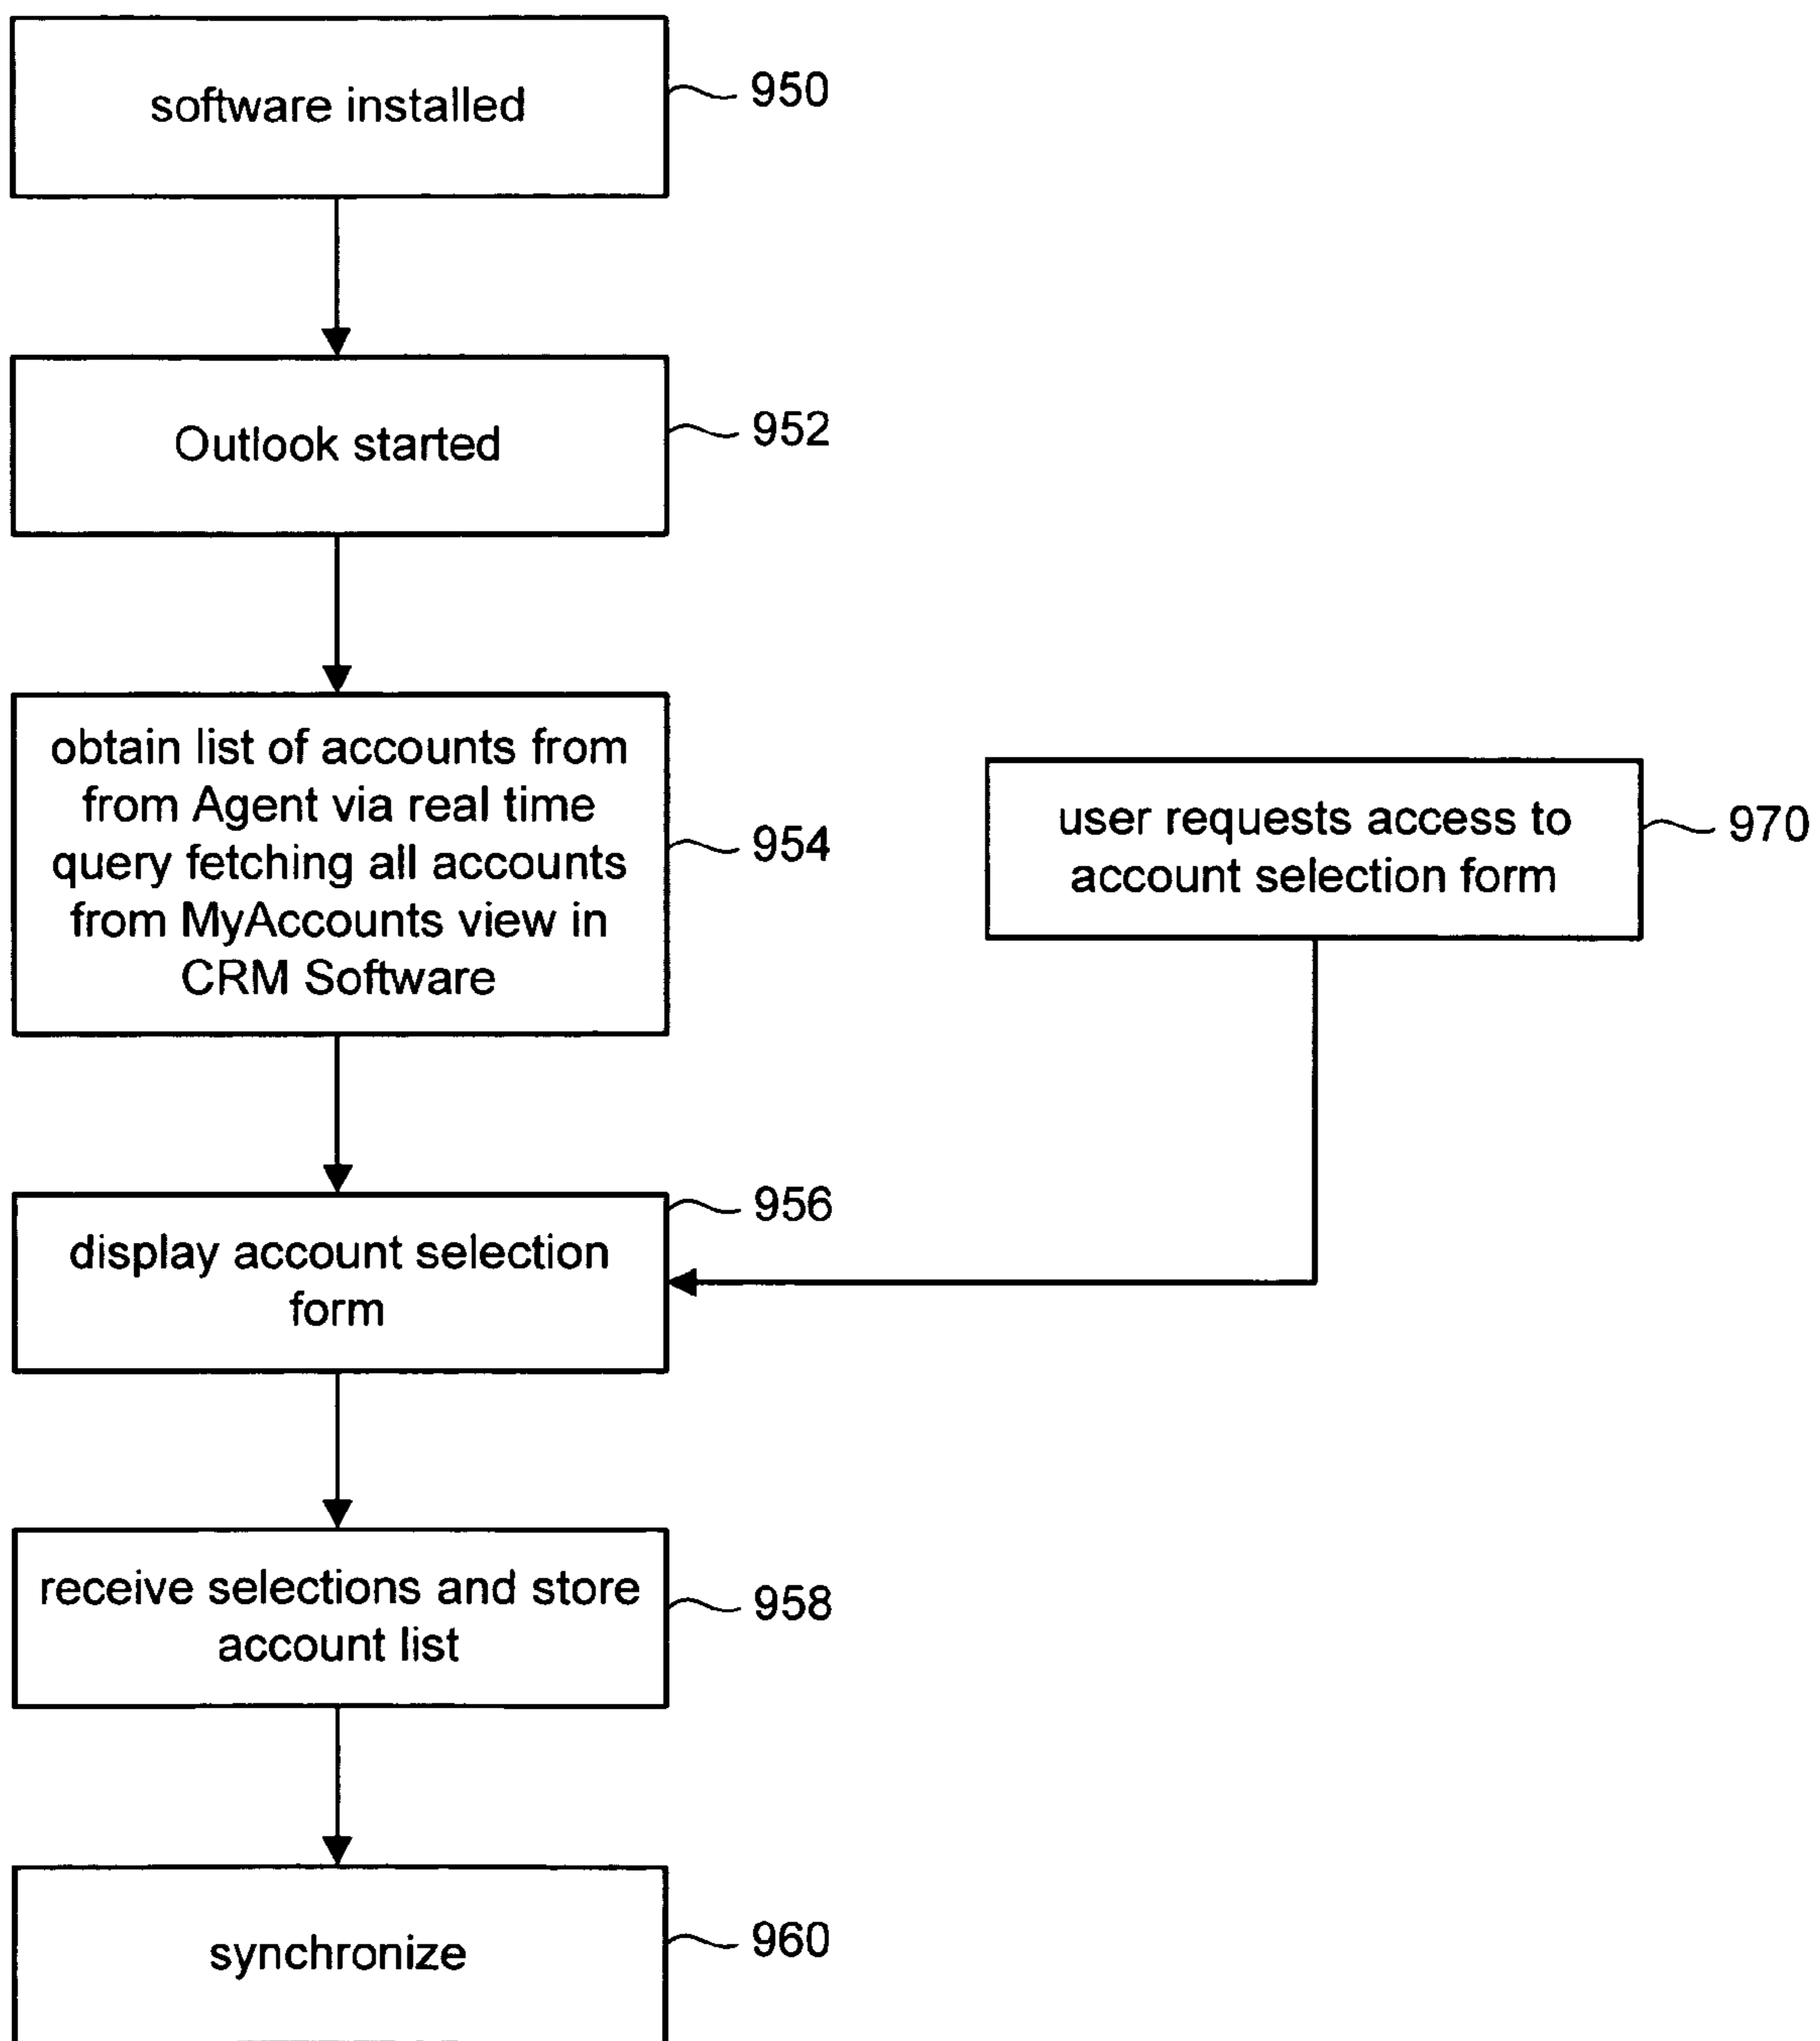 software installed
950
Outlook started
952
obtain list of accounts from
from Agent via real time
query fetching all accounts
from MyAccounts view in
CRM Software
954
user requests access to
account selection form
970
956
display account selection
form
receive selections and store
account list
958
synchronize
960